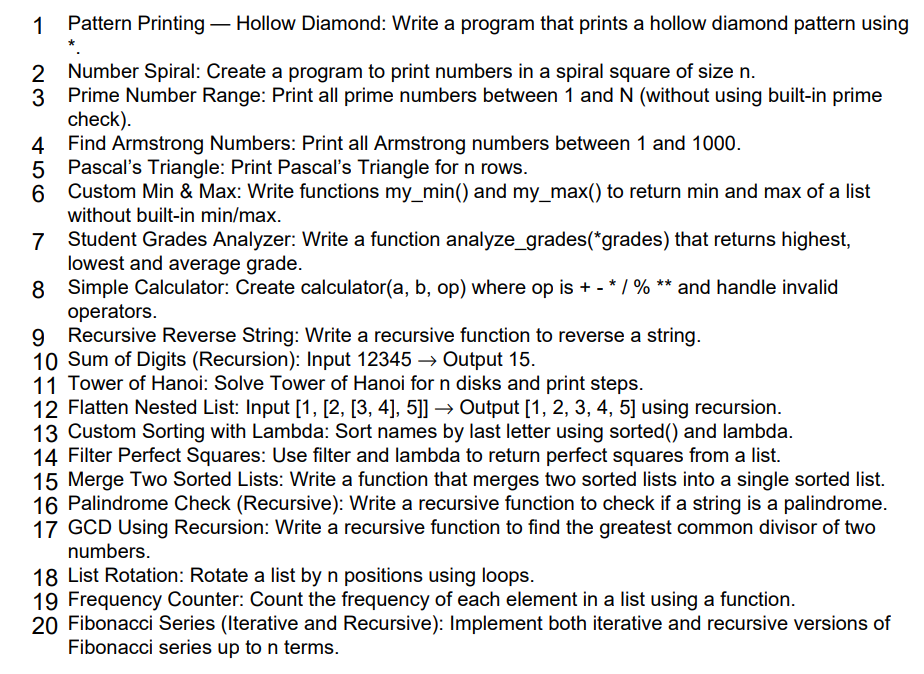 1 Pattern Printing — Hollow Diamond: Write a program that prints a hollow diamond pattern using
*.
2 Number Spiral: Create a program to print numbers in a spiral square of size n.
3 Prime Number Range: Print all prime numbers between 1 and N (without using built-in prime
check).
4 Find Armstrong Numbers: Print all Armstrong numbers between 1 and 1000.
5 Pascal’s Triangle: Print Pascal’s Triangle for n rows.
6 Custom Min & Max: Write functions my_min() and my_max() to return min and max of a list
without built-in min/max.
7 Student Grades Analyzer: Write a function analyze_grades(*grades) that returns highest,
lowest and average grade.
8 Simple Calculator: Create calculator(a, b, op) where op is + - * / % ** and handle invalid
operators.
9 Recursive Reverse String: Write a recursive function to reverse a string.
10 Sum of Digits (Recursion): Input 12345 → Output 15.
11 Tower of Hanoi: Solve Tower of Hanoi for n disks and print steps.
12 Flatten Nested List: Input [1, [2, [3, 4], 5]] → Output [1, 2, 3, 4, 5] using recursion.
13 Custom Sorting with Lambda: Sort names by last letter using sorted() and lambda.
14 Filter Perfect Squares: Use filter and lambda to return perfect squares from a list.
15 Merge Two Sorted Lists: Write a function that merges two sorted lists into a single sorted list.
16 Palindrome Check (Recursive): Write a recursive function to check if a string is a palindrome.
17 GCD Using Recursion: Write a recursive function to find the greatest common divisor of two
numbers.
18 List Rotation: Rotate a list by n positions using loops.
19 Frequency Counter: Count the frequency of each element in a list using a function.
20 Fibonacci Series (Iterative and Recursive): Implement both iterative and recursive versions of
Fibonacci series up to n terms.